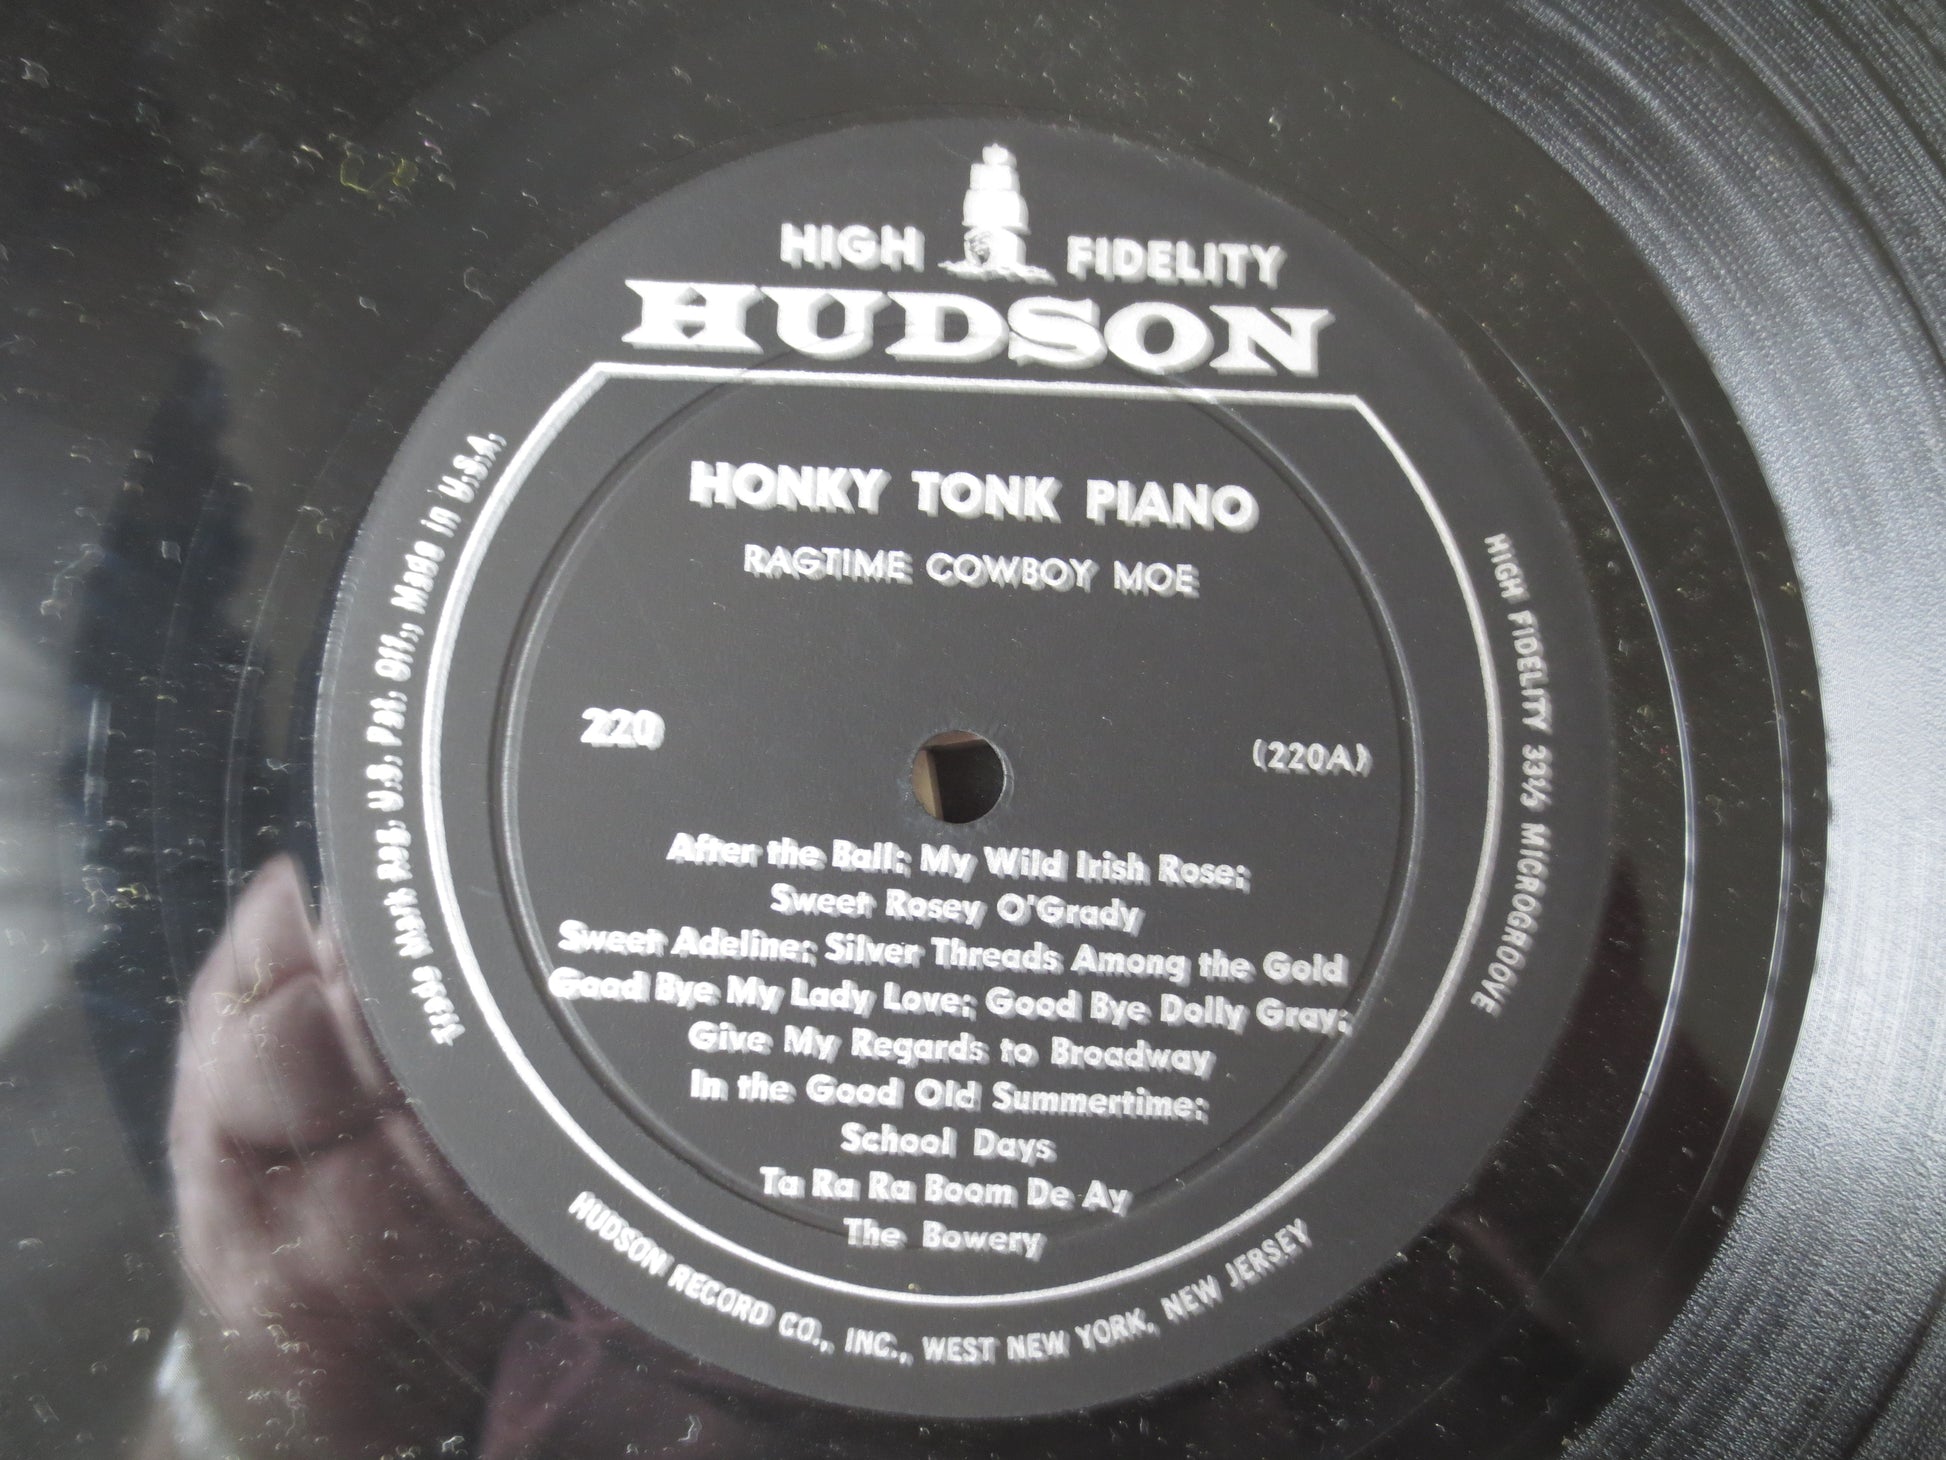 HIGH FIDELITY
HUDSON
HONKY TONK PIANO
RAGTIME COWBOY MOE
220
(220A)
After the Ball; My Wild Irish Rose;
Sweet Rosey O'Grady
Sweet Adeline; Silver Threads Among the Gold
Good Bye My Lady Love; Good Bye Dolly Gray;
Give My Regards to Broadway
In the Good Old Summertime;
School Days
Ta Ra Ra Boom De Ay
The Bowery
Trade Mark Reg. U.S. Pat. Off., Made in U.S.A.
HIGH FIDELITY 33⅓ MICROGROOVE
HUDSON RECORD CO., INC., WEST NEW YORK, NEW JERSEY